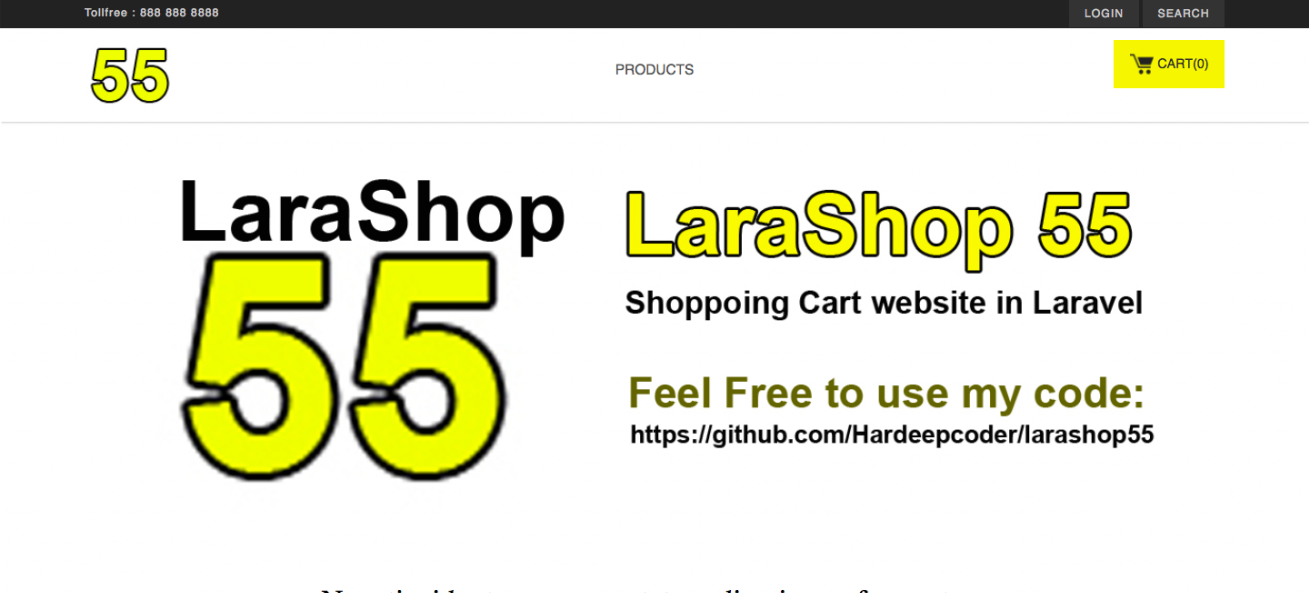 Tollfree : 888 888 8888
LOGIN
SEARCH
55
PRODUCTS
CART(0)
LaraShop
55
LaraShop 55
Shoppoing Cart website in Laravel
Feel Free to use my code:
https://github.com/Hardeepcoder/larashop55